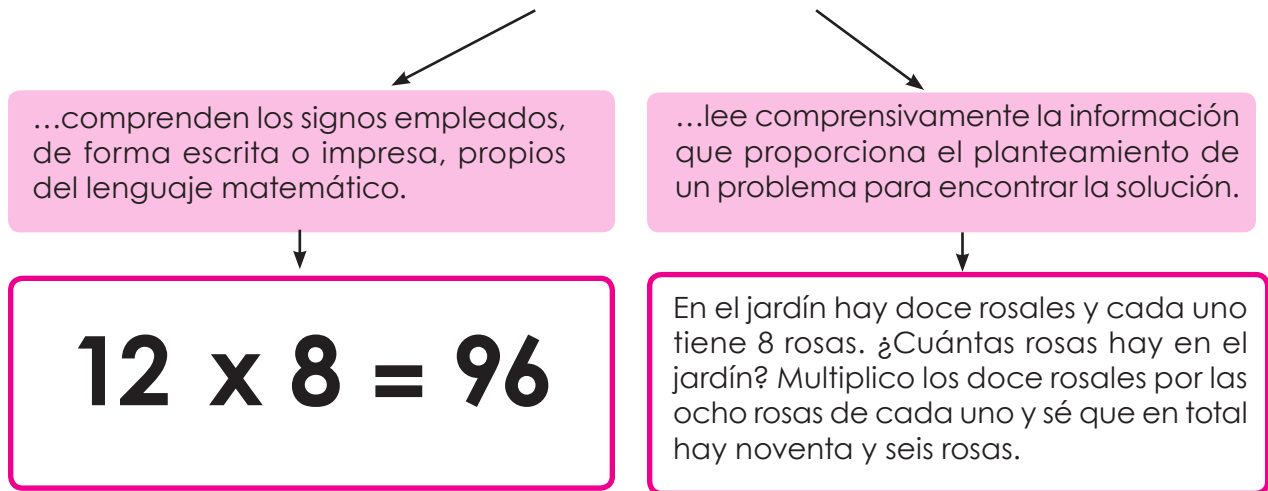 …comprenden los signos empleados,
de forma escrita o impresa, propios
del lenguaje matemático.
…lee comprensivamente la información
que proporciona el planteamiento de
un problema para encontrar la solución.
12 x 8 = 96
En el jardín hay doce rosales y cada uno
tiene 8 rosas. ¿Cuántas rosas hay en el
jardín? Multiplico los doce rosales por las
ocho rosas de cada uno y sé que en total
hay noventa y seis rosas.